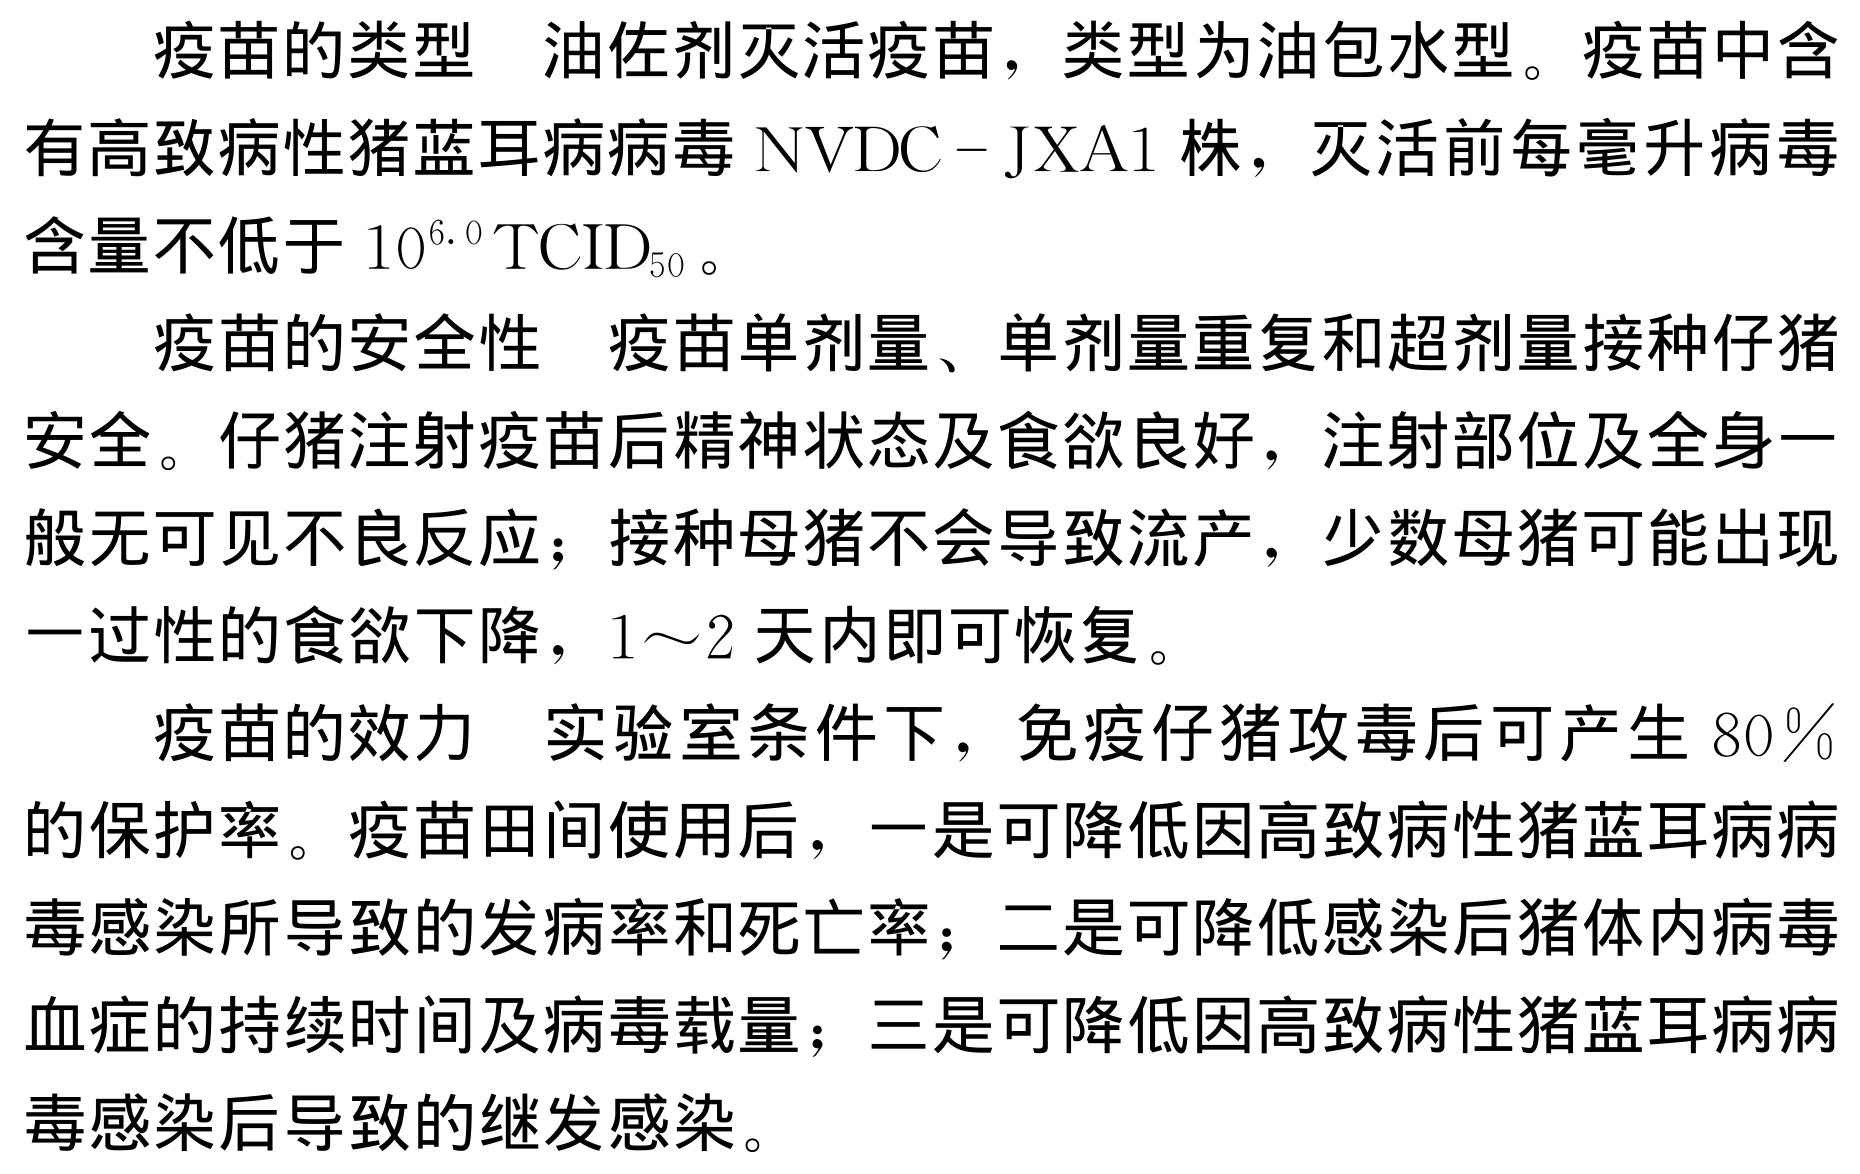 疫苗的类型　油佐剂灭活疫苗，类型为油包水型。疫苗中含
有高致病性猪蓝耳病病毒 NVDC－JXA1 株，灭活前每毫升病毒
含量不低于 10⁶·⁰ TCID₅₀。
疫苗的安全性　疫苗单剂量、单剂量重复和超剂量接种仔猪
安全。仔猪注射疫苗后精神状态及食欲良好，注射部位及全身一
般无可见不良反应；接种母猪不会导致流产，少数母猪可能出现
一过性的食欲下降，1～2 天内即可恢复。
疫苗的效力　实验室条件下，免疫仔猪攻毒后可产生 80%
的保护率。疫苗田间使用后，一是可降低因高致病性猪蓝耳病病
毒感染所导致的发病率和死亡率；二是可降低感染后猪体内病毒
血症的持续时间及病毒载量；三是可降低因高致病性猪蓝耳病病
毒感染后导致的继发感染。